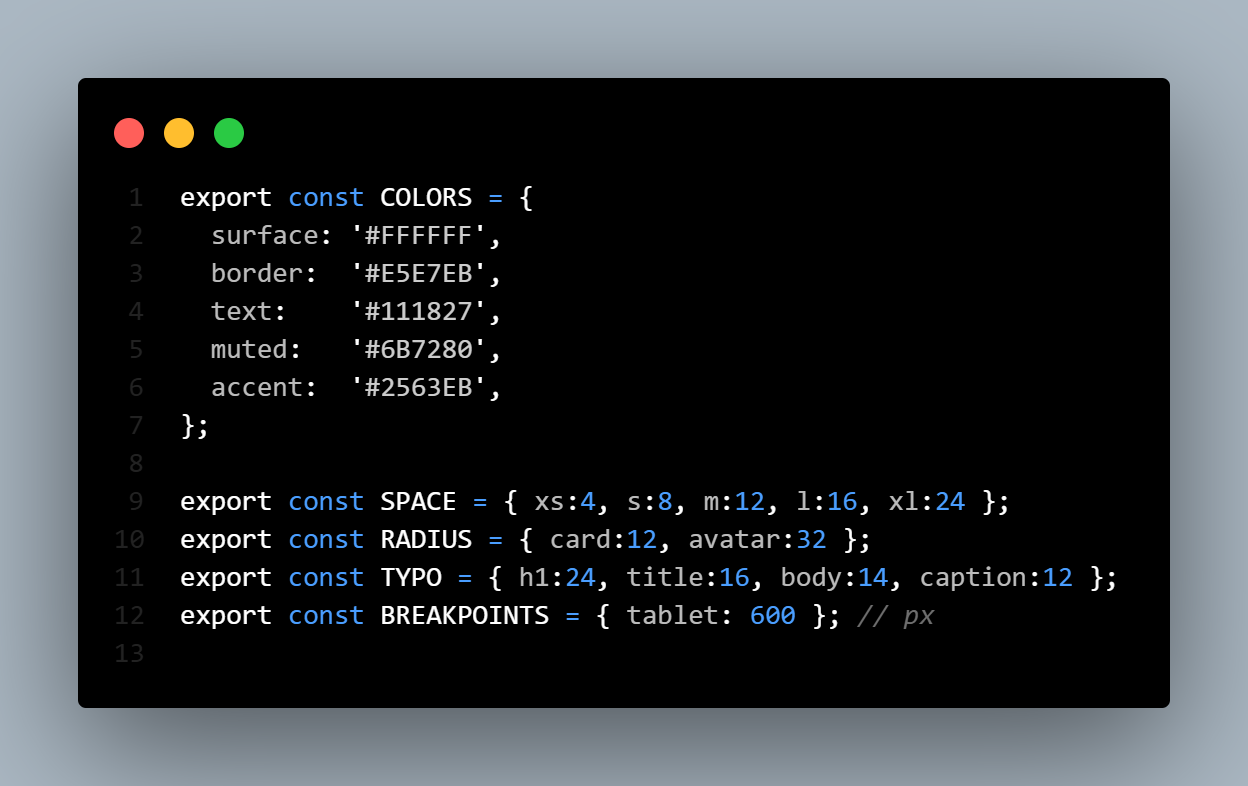 1 export const COLORS = {
2   surface: '#FFFFFF',
3   border:  '#E5E7EB',
4   text:    '#111827',
5   muted:   '#6B7280',
6   accent:  '#2563EB',
7 };
8
9 export const SPACE = { xs:4, s:8, m:12, l:16, xl:24 };
10 export const RADIUS = { card:12, avatar:32 };
11 export const TYPO = { h1:24, title:16, body:14, caption:12 };
12 export const BREAKPOINTS = { tablet: 600 }; // px
13